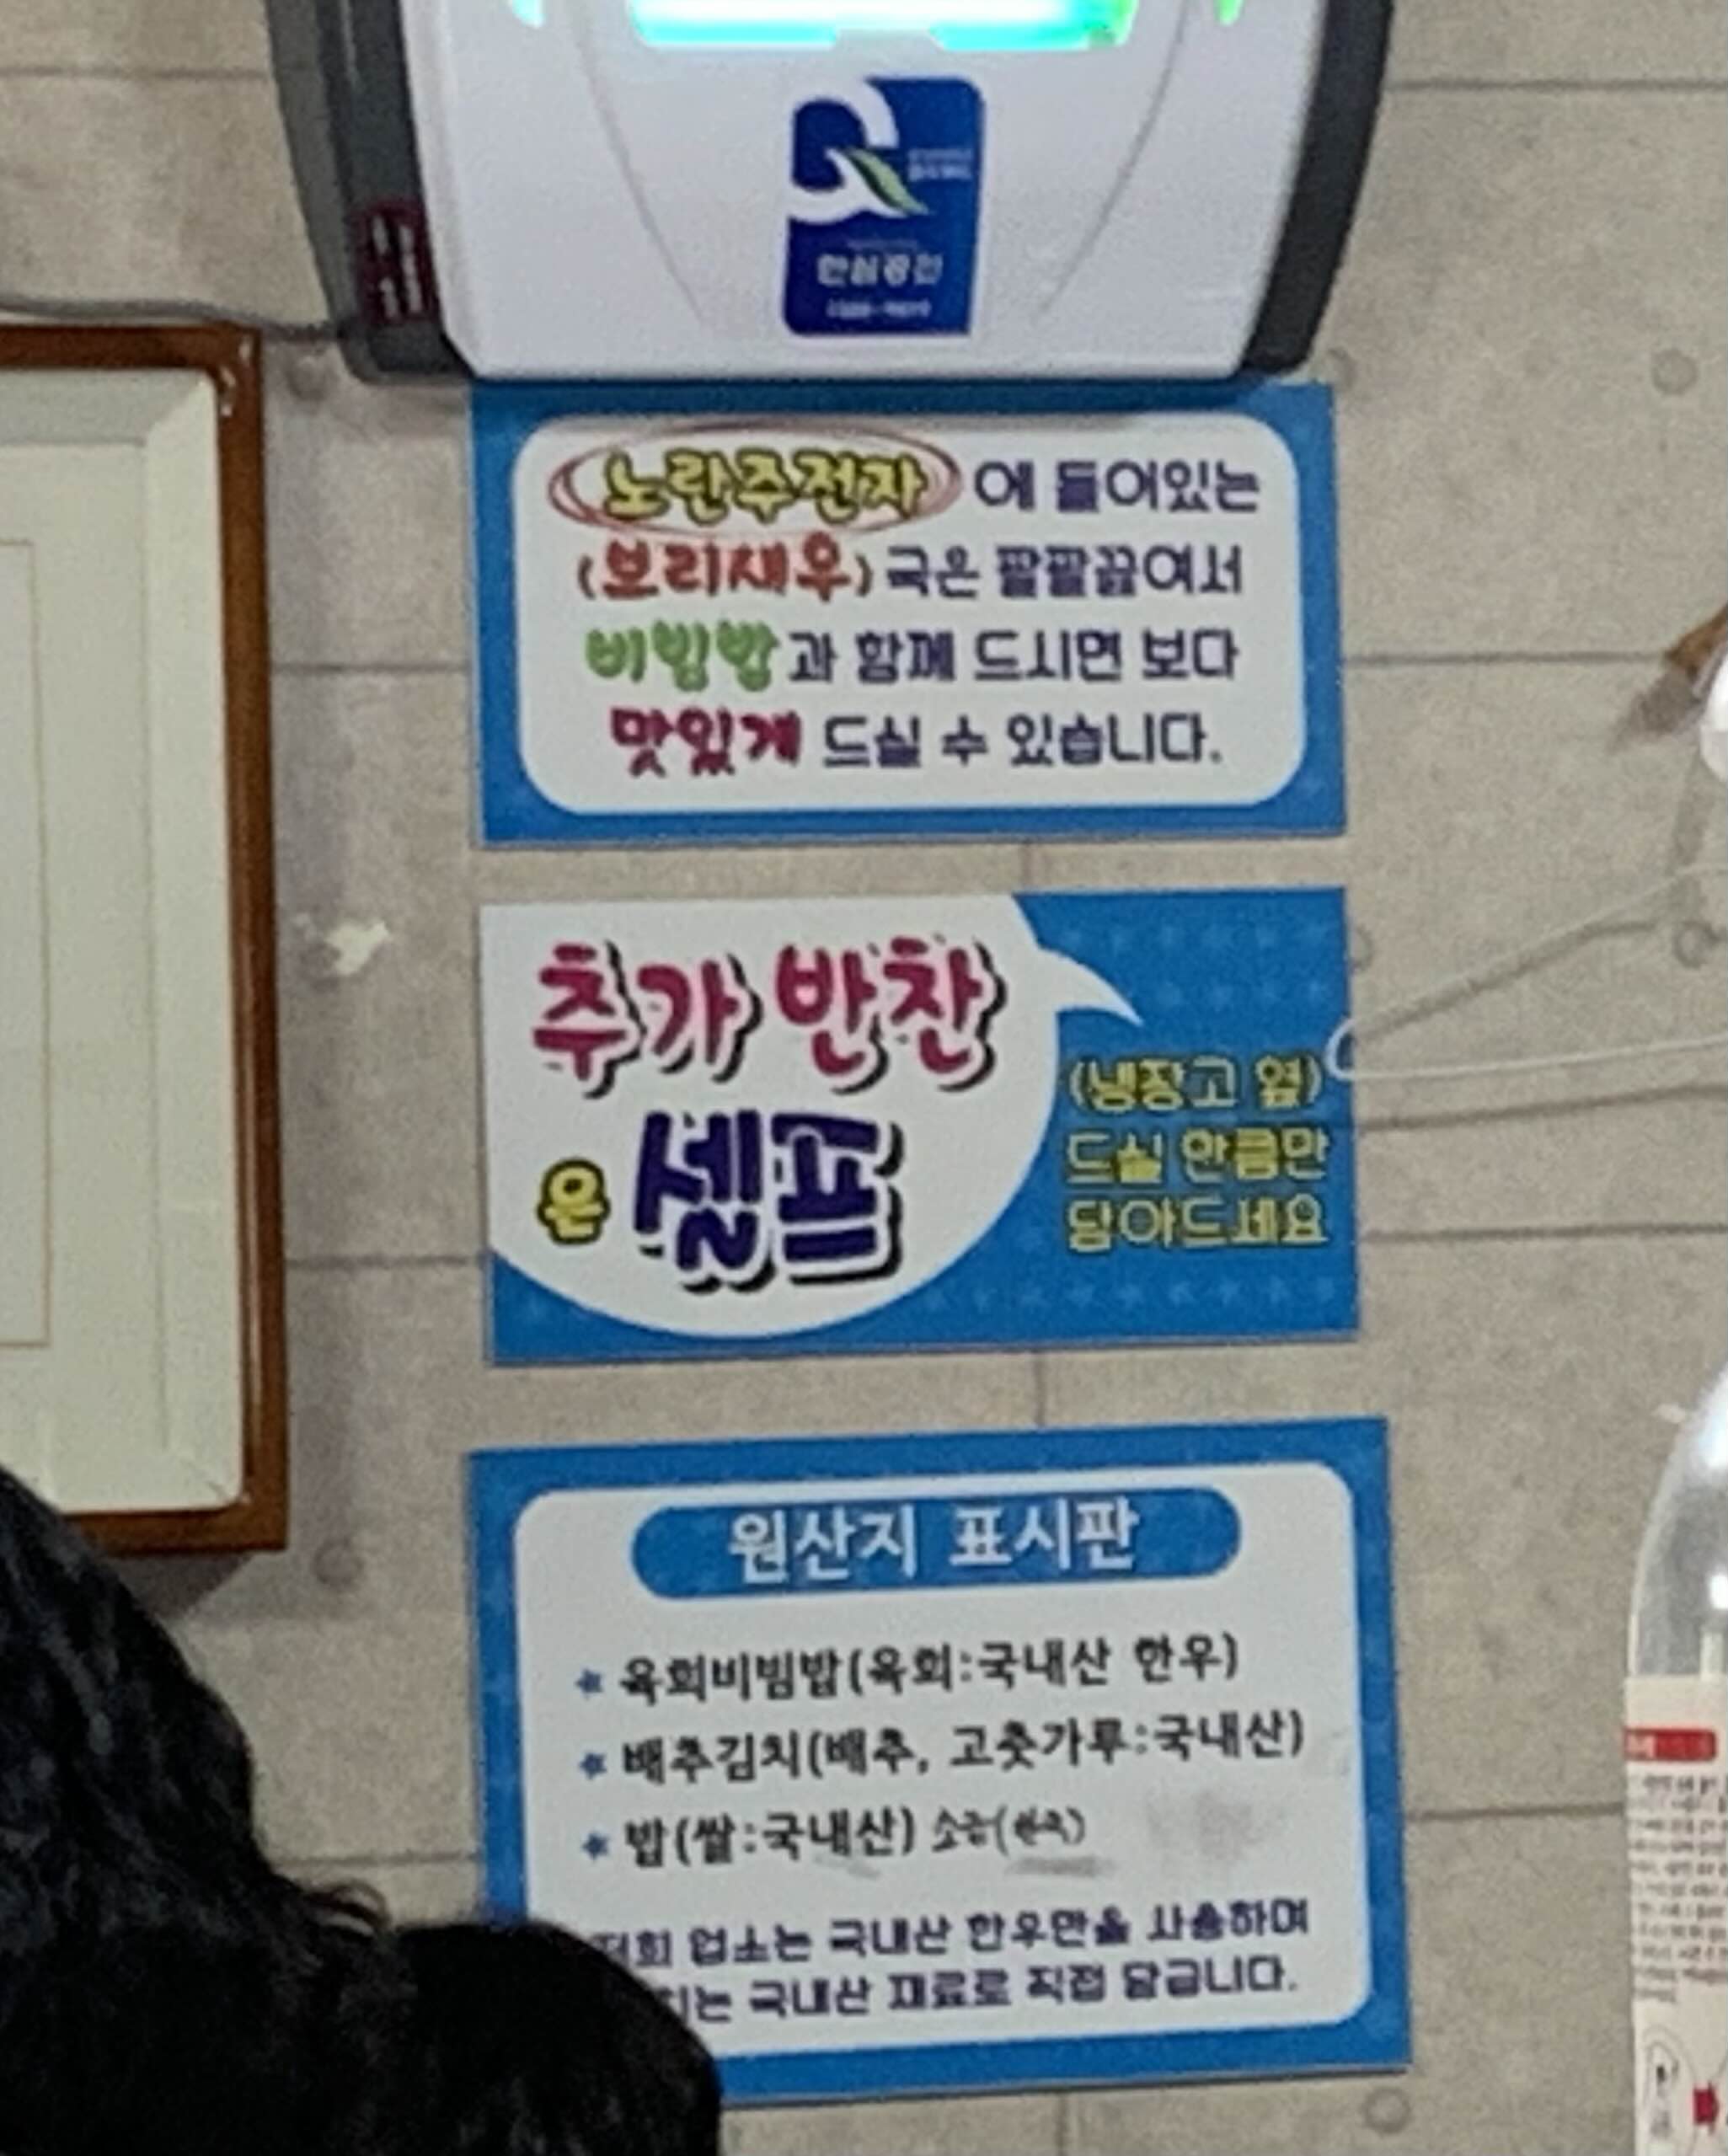 노란주전자 에 들어있는
(보리새우)국은 팔팔끓여서
비빔밥과 함께 드시면 보다
맛있게 드실 수 있습니다.
추가 반찬
은 셀프
(냉장고 옆)
드실 만큼만
담아드세요
원산지 표시판
* 육회비빔밥(육회:국내산 한우)
* 배추김치(배추, 고춧가루:국내산)
* 밥(쌀:국내산)
저희 업소는 국내산 한우만을 사용하며
는 국내산 재료로 직접 담급니다.